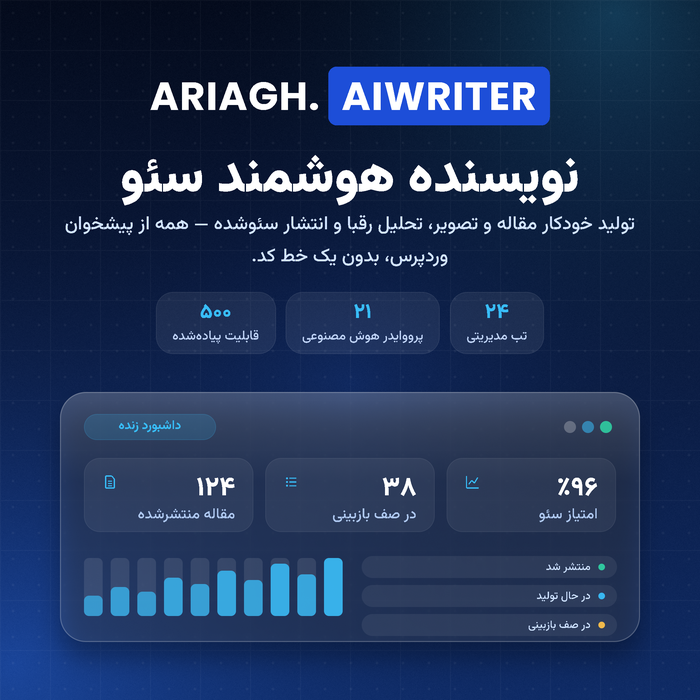 ARIAGH. AIWRITER
نویسنده هوشمند سئو
تولید خودکار مقاله و تصویر، تحلیل رقبا و انتشار سئوشده — همه از پیشخوان
وردپرس، بدون یک خط کد.
۲۴
تب مدیریتی
۲۱
پرووایدر هوش مصنوعی
۵۰۰
قابلیت پیاده‌شده
داشبورد زنده
٪۹۶
امتیاز سئو
۳۸
در صف بازبینی
۱۲۴
مقاله منتشرشده
منتشر شد
در حال تولید
در صف بازبینی